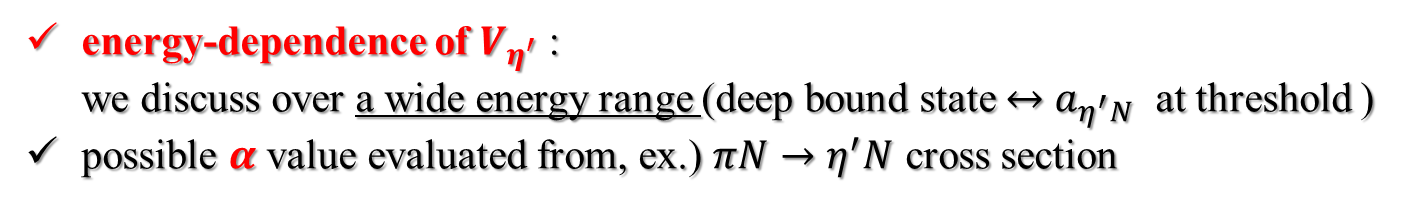 ✓ energy-dependence of V_η′ :
we discuss over a wide energy range (deep bound state ↔ a_η′N at threshold )
✓ possible α value evaluated from, ex.) πN → η′N cross section